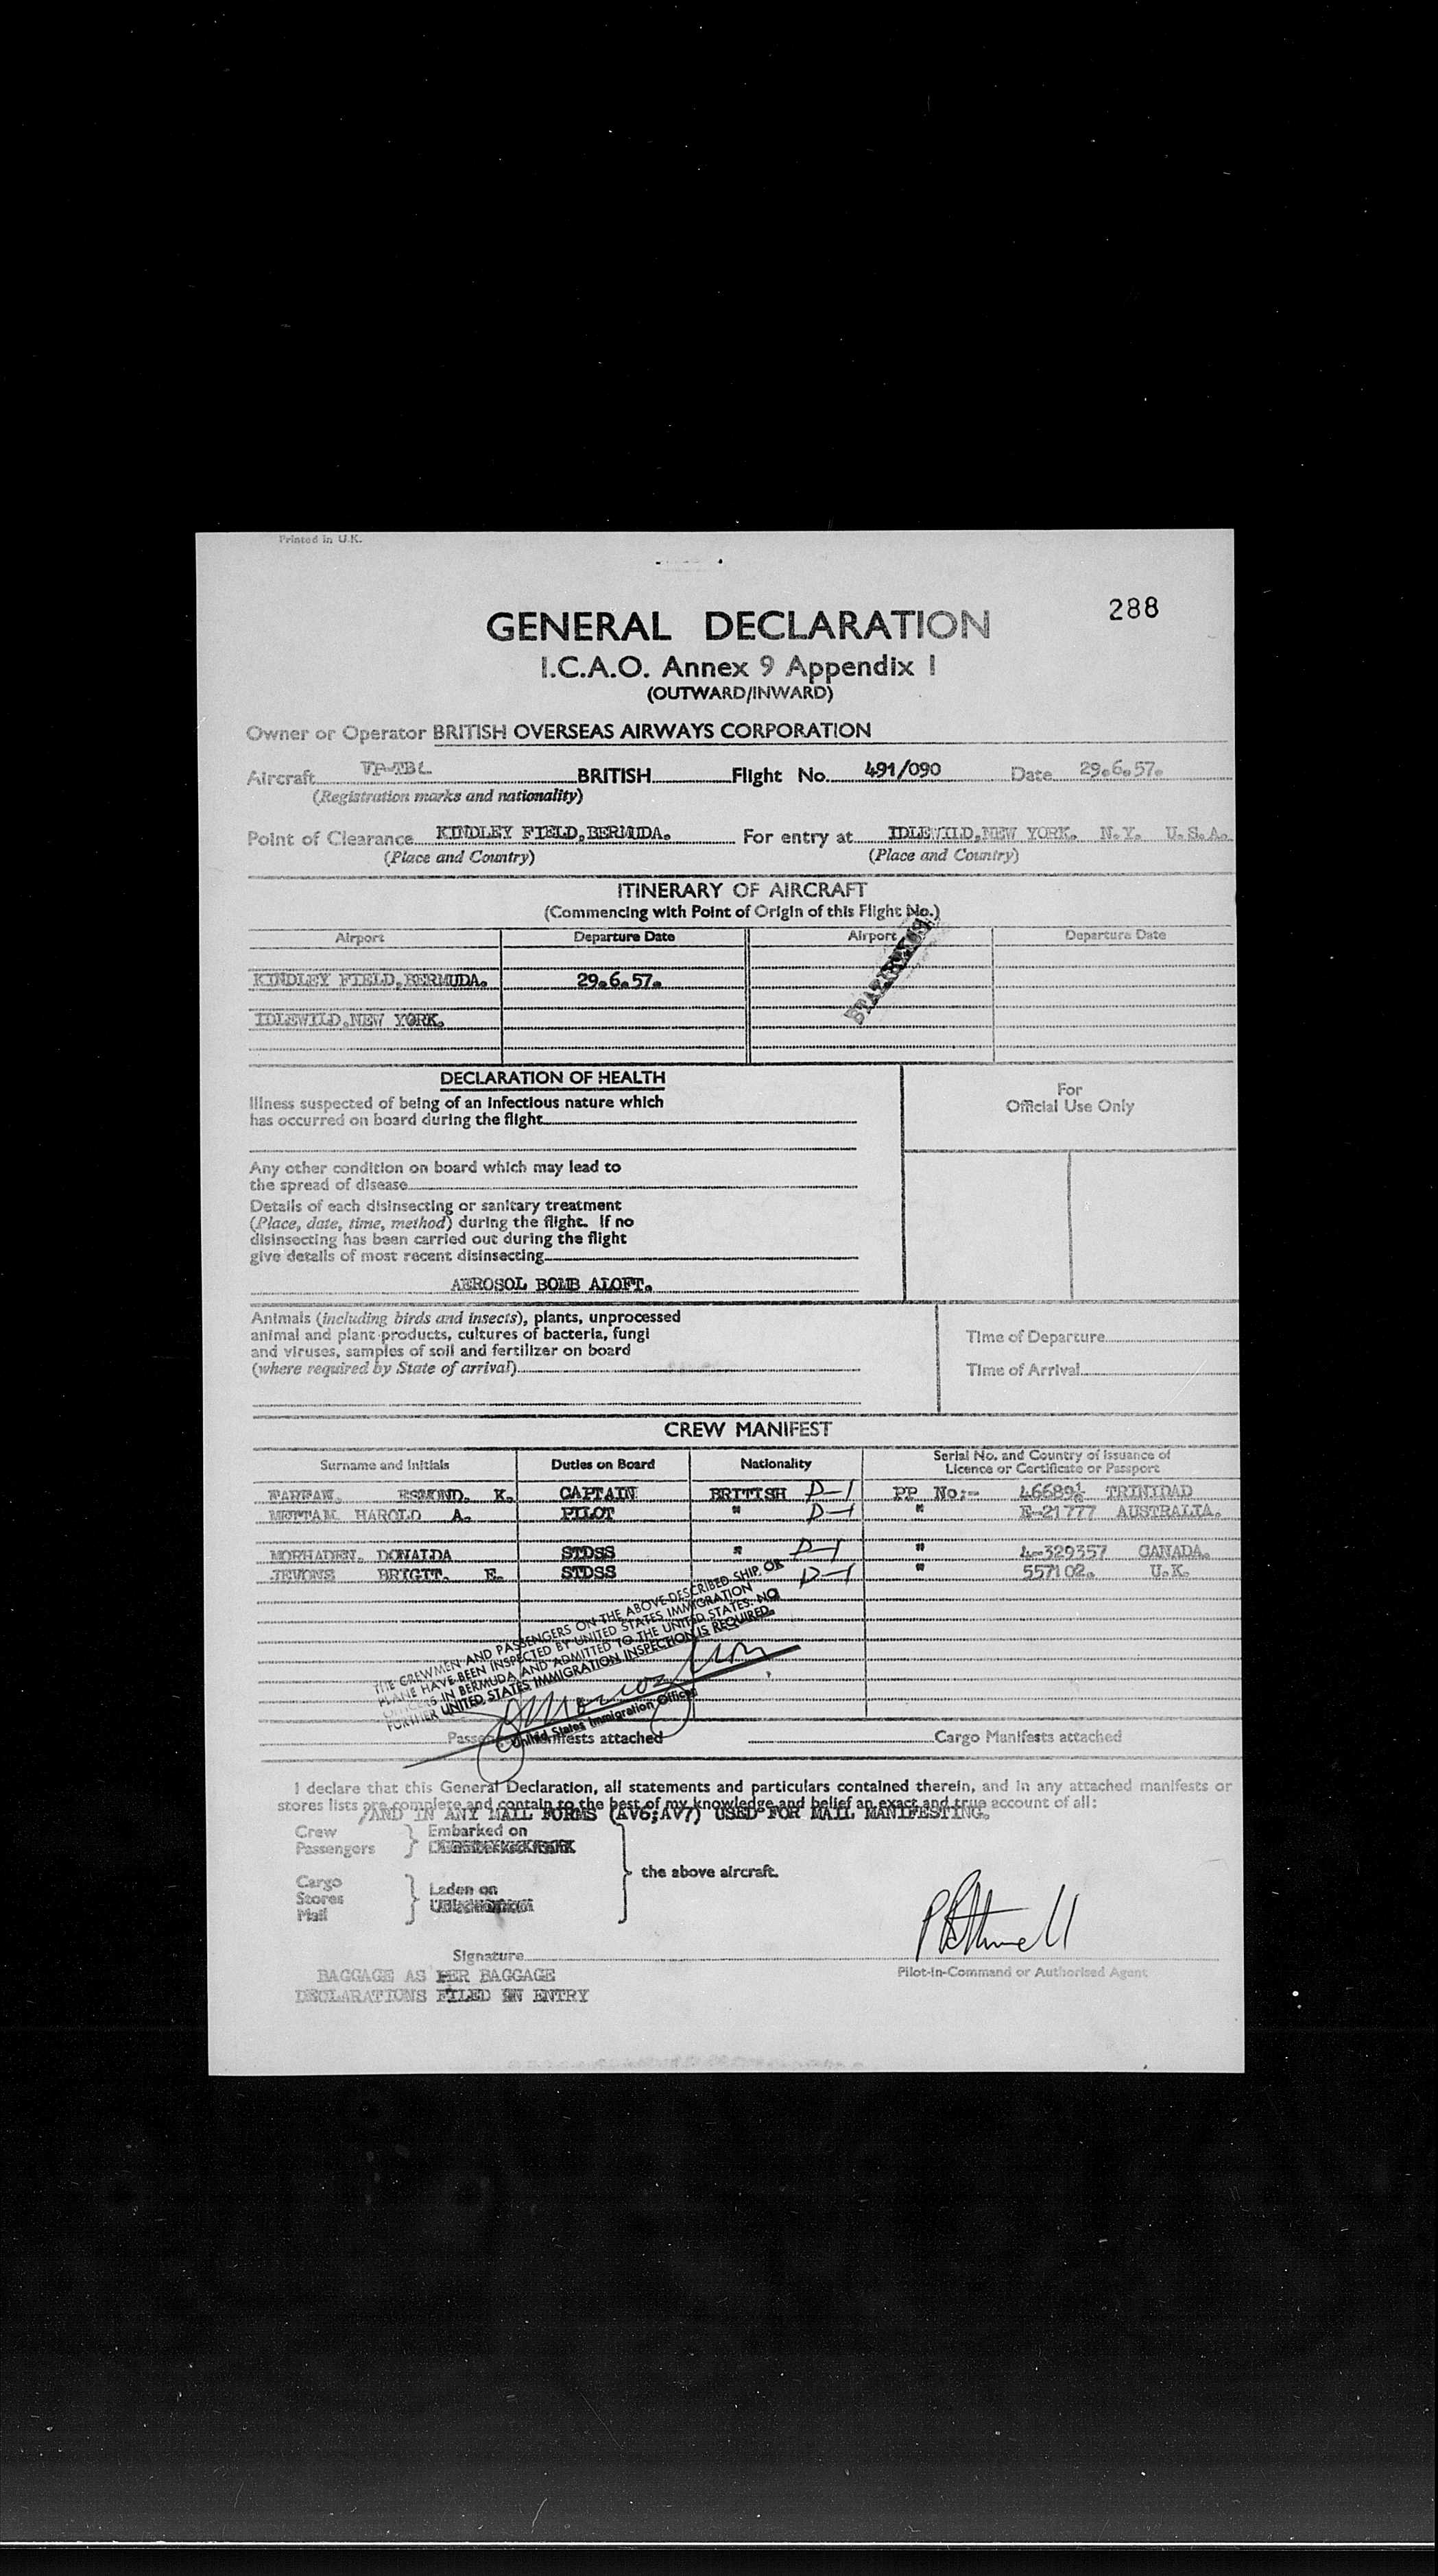 Printed in U.K.
288
GENERAL DECLARATION
I.C.A.O. Annex 9 Appendix I
(OUTWARD/INWARD)
Owner or Operator BRITISH OVERSEAS AIRWAYS CORPORATION
Aircraft VP-TBL BRITISH Flight No. 491/090 Date 29.6.57.
(Registration marks and nationality)
Point of Clearance KINDLEY FIELD, BERMUDA. For entry at IDLEWILD, NEW YORK. N.Y. U.S.A.
(Place and Country) (Place and Country)
ITINERARY OF AIRCRAFT
(Commencing with Point of Origin of this Flight No.)
Airport Departure Date Airport Departure Date
KINDLEY FIELD, BERMUDA. 29.6.57.
IDLEWILD, NEW YORK.
DECLARATION OF HEALTH
For
Official Use Only
Illness suspected of being of an infectious nature which
has occurred on board during the flight
Any other condition on board which may lead to
the spread of disease
Details of each disinsecting or sanitary treatment
(Place, date, time, method) during the flight. If no
disinsecting has been carried out during the flight
give details of most recent disinsecting
AEROSOL BOMB ALOFT.
Animals (including birds and insects), plants, unprocessed
animal and plant products, cultures of bacteria, fungi
and viruses, samples of soil and fertilizer on board
(where required by State of arrival)
Time of Departure
Time of Arrival
CREW MANIFEST
Surname and Initials Duties on Board Nationality Serial No. and Country of issuance of Licence or Certificate or Passport
FARFAN. ESMOND. K. CAPTAIN BRITISH D-1 PP No:- TRINIDAD
METTAM. HAROLD A. PILOT " D-1 " E-21777 AUSTRALIA.
MORHADEN. DONALDA STDSS " D-1 " 4-329357 CANADA.
JEVONS BRIGIT. E. STDSS D-1 " 557102. U.K.
THE CREWMEN AND PASSENGERS ON THE ABOVE-DESCRIBED SHIP OR
PLANE HAVE BEEN INSPECTED BY UNITED STATES IMMIGRATION
OFFICERS IN BERMUDA AND ADMITTED TO THE UNITED STATES. NO
FURTHER UNITED STATES IMMIGRATION INSPECTION IS REQUIRED.
United States Immigration Officer
Passenger Manifests attached Cargo Manifests attached
I declare that this General Declaration, all statements and particulars contained therein, and in any attached manifests or
stores lists are complete and contain to the best of my knowledge and belief an exact and true account of all:
/AND IN ANY MAIL FORMS (AV6;AV7) USED FOR MAIL MANIFESTING.
Crew
Passengers
Embarked on
Cargo
Stores
Mail
Laden on
the above aircraft.
Signature
Pilot-in-Command or Authorised Agent
BAGGAGE AS PER BAGGAGE
DECLARATIONS FILED ON ENTRY